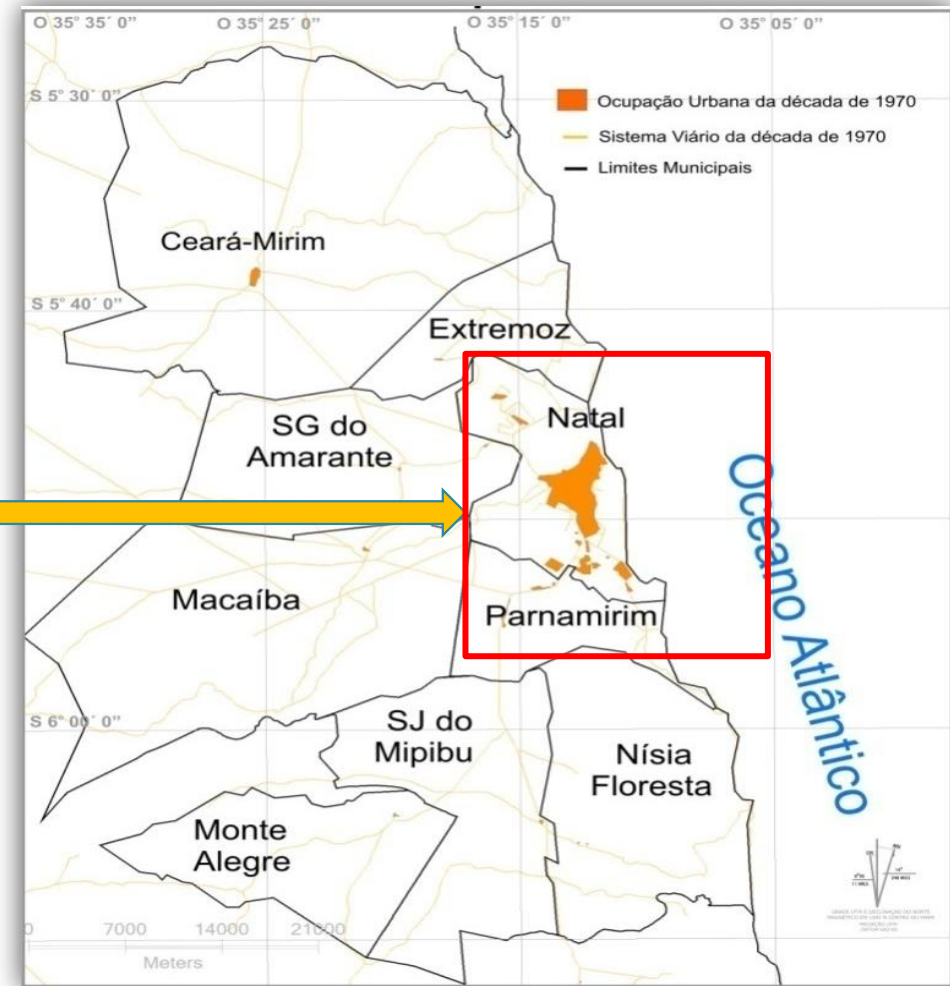 O 35° 35´ 0”
O 35° 25´ 0”
O 35° 15´ 0”
O 35° 05´ 0”
S 5° 30´ 0”
Ocupação Urbana da década de 1970
Sistema Viário da década de 1970
Limites Municipais
Ceará-Mirim
S 5° 40´ 0”
Extremoz
Natal
SG do
Amarante
Oceano Atlântico
Macaíba
Parnamirim
S 6° 00´ 0”
SJ do
Mipibu
Nísia
Floresta
Monte
Alegre
0 7000 14000 21000
Meters